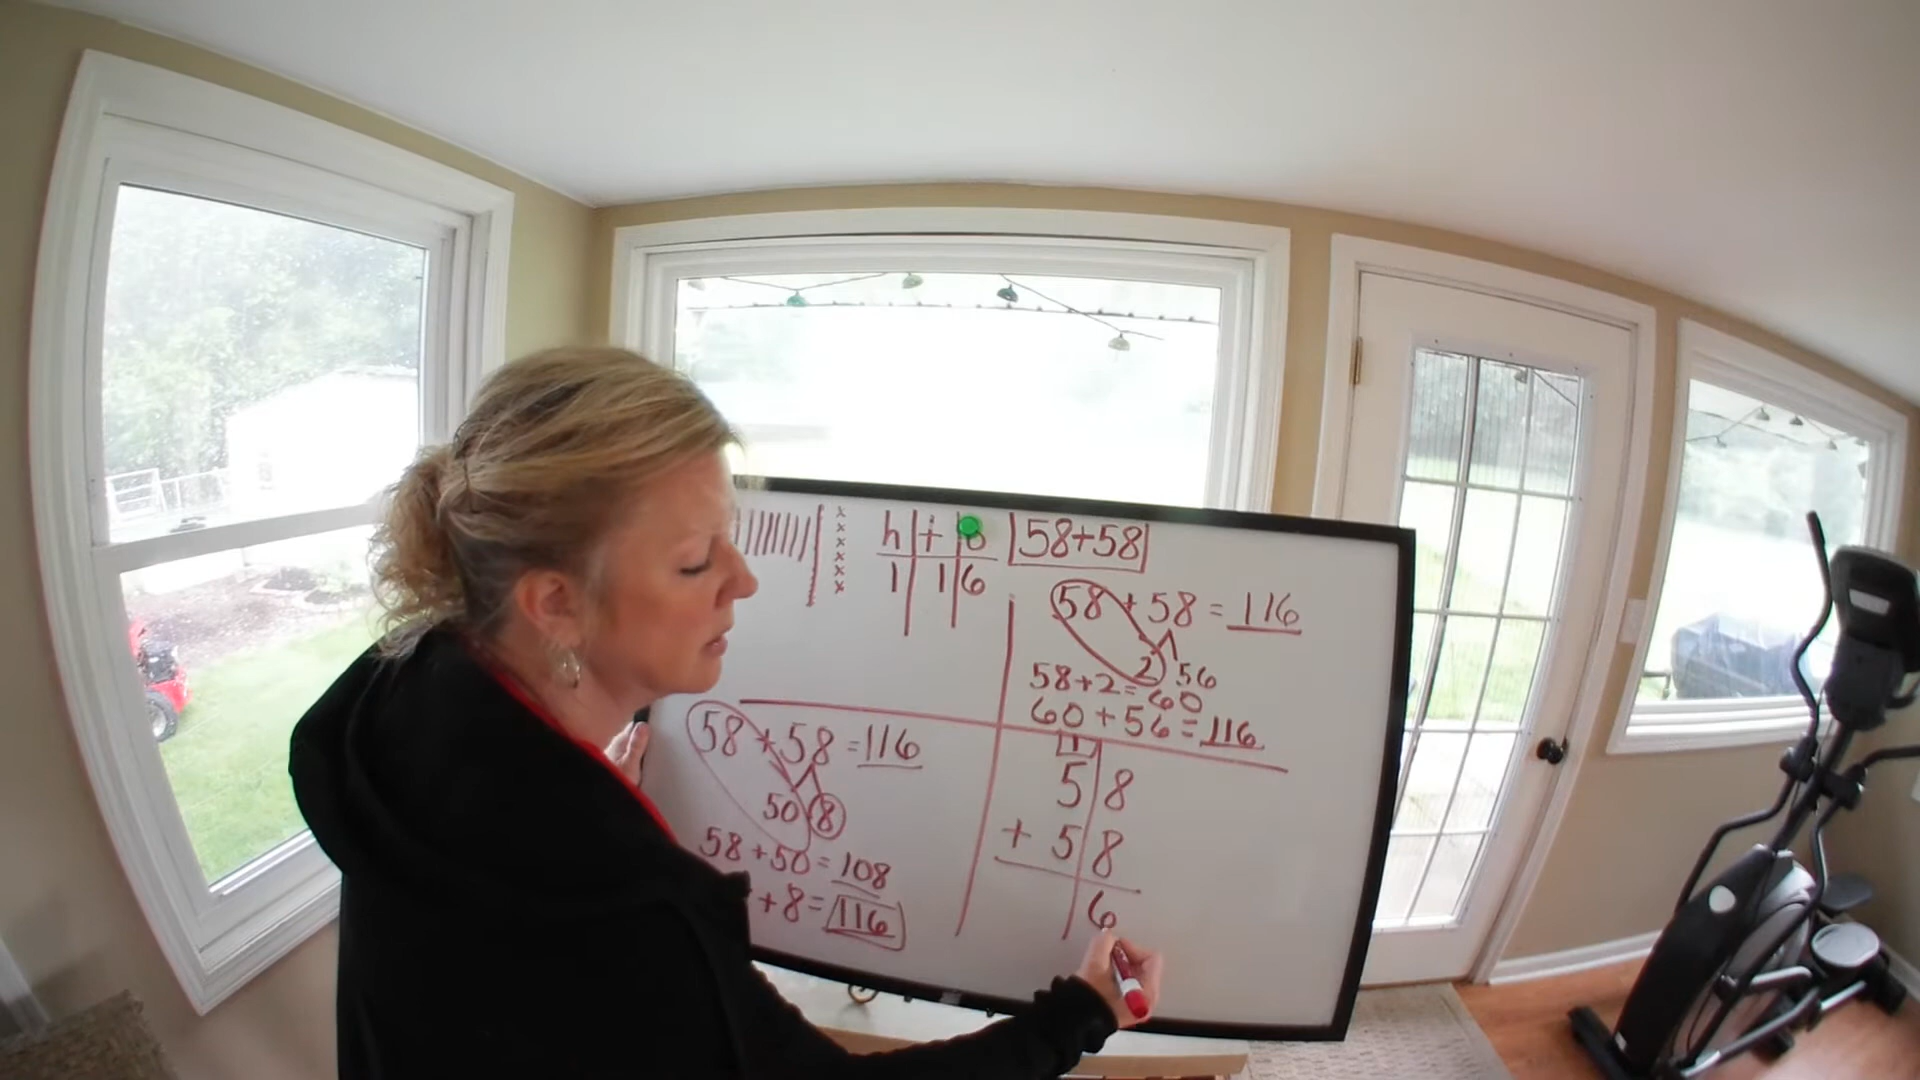 h t o
1 1 6
58+58
58 + 58 = 116
2 56
58+2=60
60+56=116
58 + 58 = 116
50 8
58+50=108
+8=116
1
5 8
+ 5 8
6